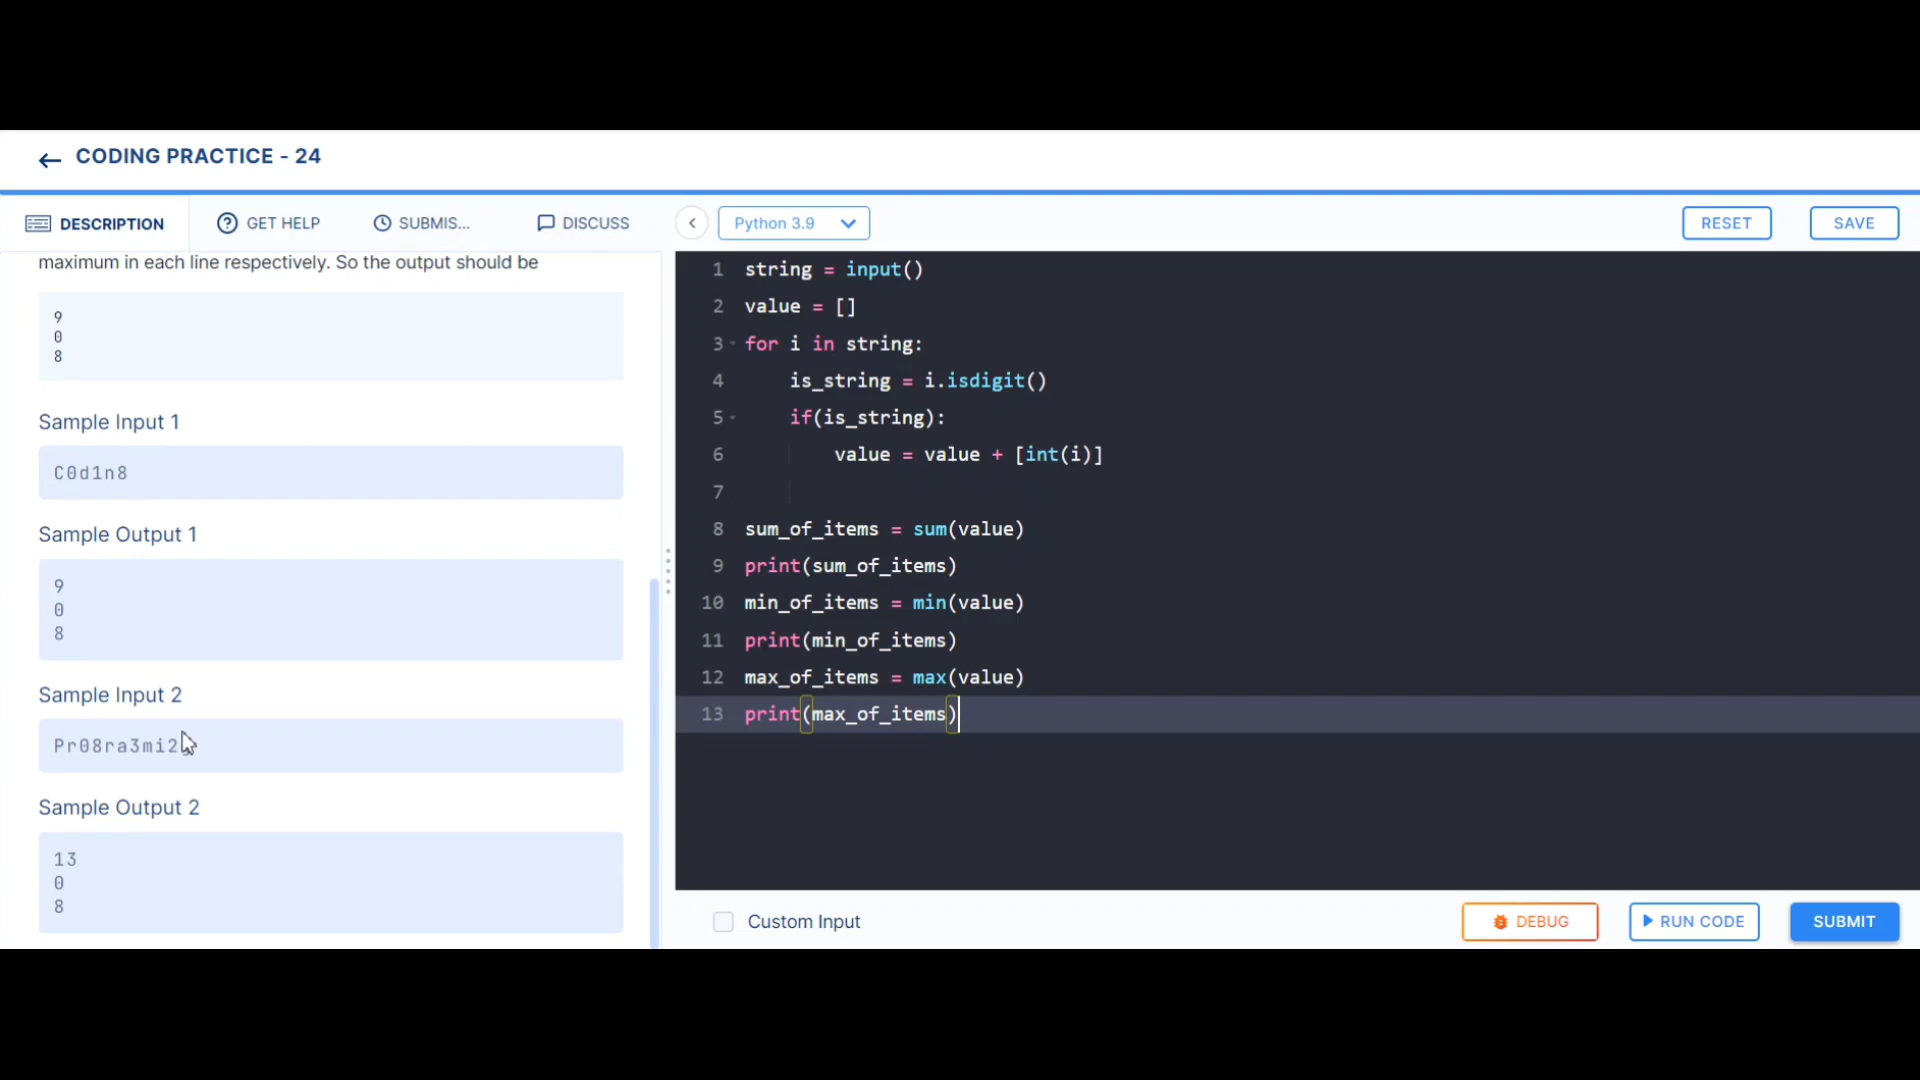 CODING PRACTICE - 24
DESCRIPTION
GET HELP
SUBMIS...
DISCUSS
Python 3.9
RESET
SAVE
maximum in each line respectively. So the output should be
9
0
8
Sample Input 1
C0d1n8
Sample Output 1
9
0
8
Sample Input 2
Pr08ra3mi2
Sample Output 2
13
0
8
1 string = input()
2 value = []
3 for i in string:
4 is_string = i.isdigit()
5 if(is_string):
6 value = value + [int(i)]
7
8 sum_of_items = sum(value)
9 print(sum_of_items)
10 min_of_items = min(value)
11 print(min_of_items)
12 max_of_items = max(value)
13 print(max_of_items)
Custom Input
DEBUG
RUN CODE
SUBMIT